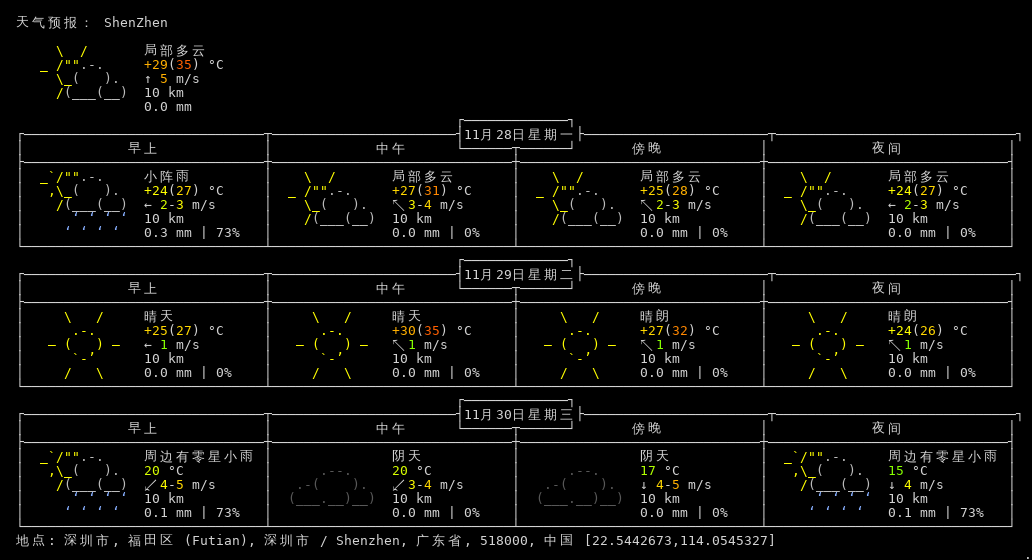 天气预报： ShenZhen
局部多云
+29(35) °C
↑ 5 m/s
10 km
0.0 mm
11月28日星期一
早上 中午 傍晚 夜间
小阵雨 局部多云 局部多云 局部多云
+24(27) °C +27(31) °C +25(28) °C +24(27) °C
← 2-3 m/s ↖ 3-4 m/s ↖ 2-3 m/s ← 2-3 m/s
10 km 10 km 10 km 10 km
0.3 mm | 73% 0.0 mm | 0% 0.0 mm | 0% 0.0 mm | 0%
11月29日星期二
早上 中午 傍晚 夜间
晴天 晴天 晴朗 晴朗
+25(27) °C +30(35) °C +27(32) °C +24(26) °C
← 1 m/s ↖ 1 m/s ↖ 1 m/s ↖ 1 m/s
10 km 10 km 10 km 10 km
0.0 mm | 0% 0.0 mm | 0% 0.0 mm | 0% 0.0 mm | 0%
11月30日星期三
早上 中午 傍晚 夜间
周边有零星小雨 阴天 阴天 周边有零星小雨
20 °C 20 °C 17 °C 15 °C
↙ 4-5 m/s ↙ 3-4 m/s ↓ 4-5 m/s ↓ 4 m/s
10 km 10 km 10 km 10 km
0.1 mm | 73% 0.0 mm | 0% 0.0 mm | 0% 0.1 mm | 73%
地点: 深圳市, 福田区 (Futian), 深圳市 / Shenzhen, 广东省, 518000, 中国 [22.5442673,114.0545327]